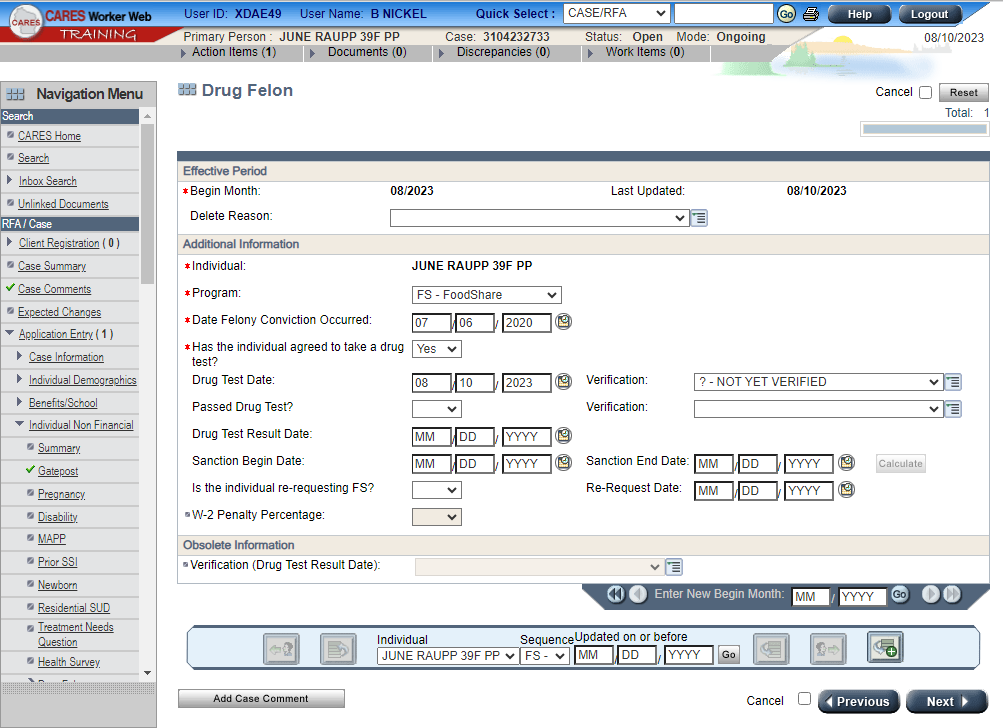 CARES CARES Worker Web User ID: XDAE49 User Name: B NICKEL Quick Select : CASE/RFA Go Help Logout
TRAINING Primary Person : JUNE RAUPP 39F PP Case: 3104232733 Status: Open Mode: Ongoing 08/10/2023
Action Items (1) Documents (0) Discrepancies (0) Work Items (0)
Navigation Menu
Search
CARES Home
Search
Inbox Search
Unlinked Documents
RFA / Case
Client Registration ( 0 )
Case Summary
Case Comments
Expected Changes
Application Entry ( 1 )
Case Information
Individual Demographics
Benefits/School
Individual Non Financial
Summary
Gatepost
Pregnancy
Disability
MAPP
Prior SSI
Newborn
Residential SUD
Treatment Needs
Question
Health Survey
Drug Felon Cancel Reset
Total: 1
Effective Period
*Begin Month: 08/2023 Last Updated: 08/10/2023
Delete Reason:
Additional Information
*Individual: JUNE RAUPP 39F PP
*Program: FS - FoodShare
*Date Felony Conviction Occurred: 07 / 06 / 2020
*Has the individual agreed to take a drug Yes
test?
Drug Test Date: 08 / 10 / 2023 Verification: ? - NOT YET VERIFIED
Passed Drug Test? Verification:
Drug Test Result Date: MM / DD / YYYY
Sanction Begin Date: MM / DD / YYYY Sanction End Date: MM / DD / YYYY Calculate
Is the individual re-requesting FS? Re-Request Date: MM / DD / YYYY
W-2 Penalty Percentage:
Obsolete Information
Verification (Drug Test Result Date):
Enter New Begin Month: MM / YYYY Go
Individual Sequence Updated on or before
JUNE RAUPP 39F PP FS - MM / DD / YYYY Go
Add Case Comment Cancel Previous Next